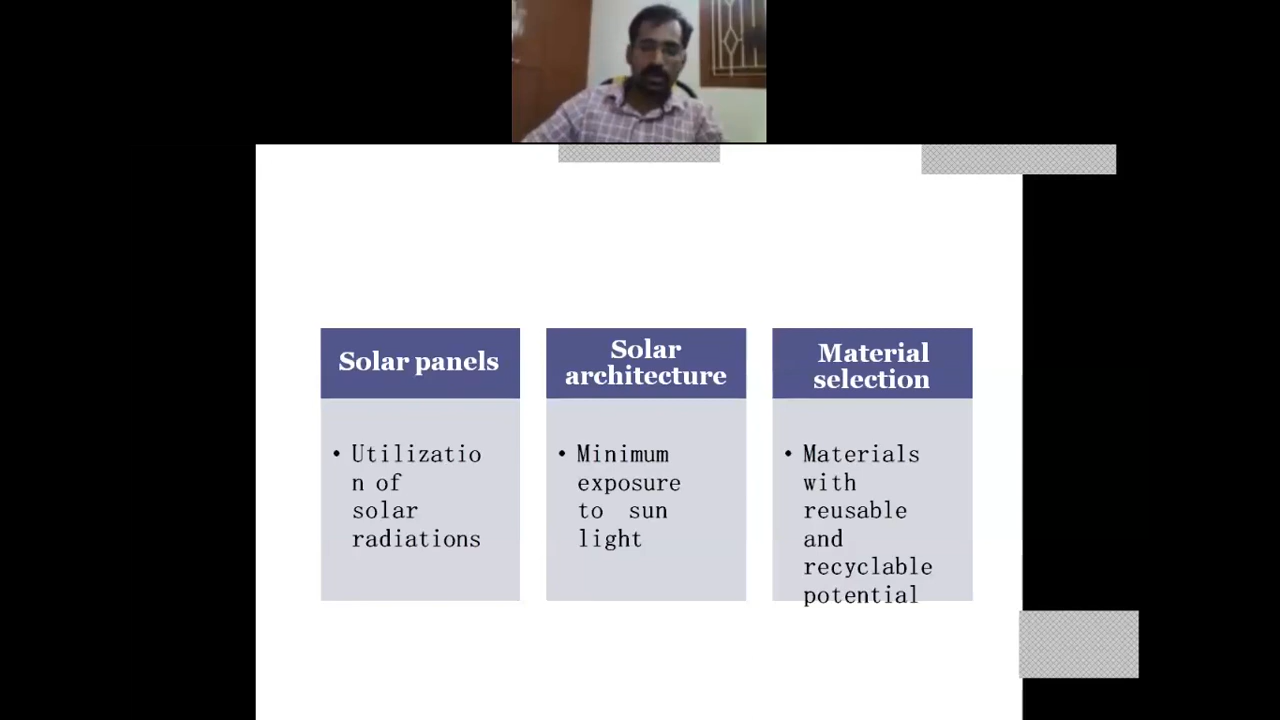 Solar panels
• Utilizatio
n of
solar
radiations
Solar
architecture
• Minimum
exposure
to sun
light
Material
selection
• Materials
with
reusable
and
recyclable
potential